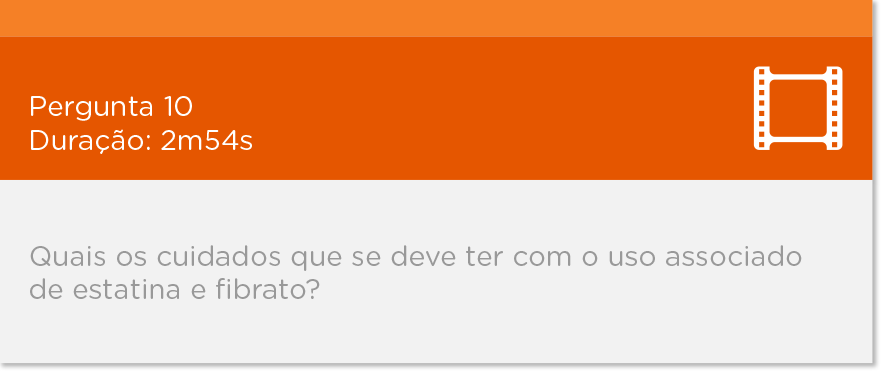 Pergunta 10
Duração: 2m54s
Quais os cuidados que se deve ter com o uso associado
de estatina e fibrato?